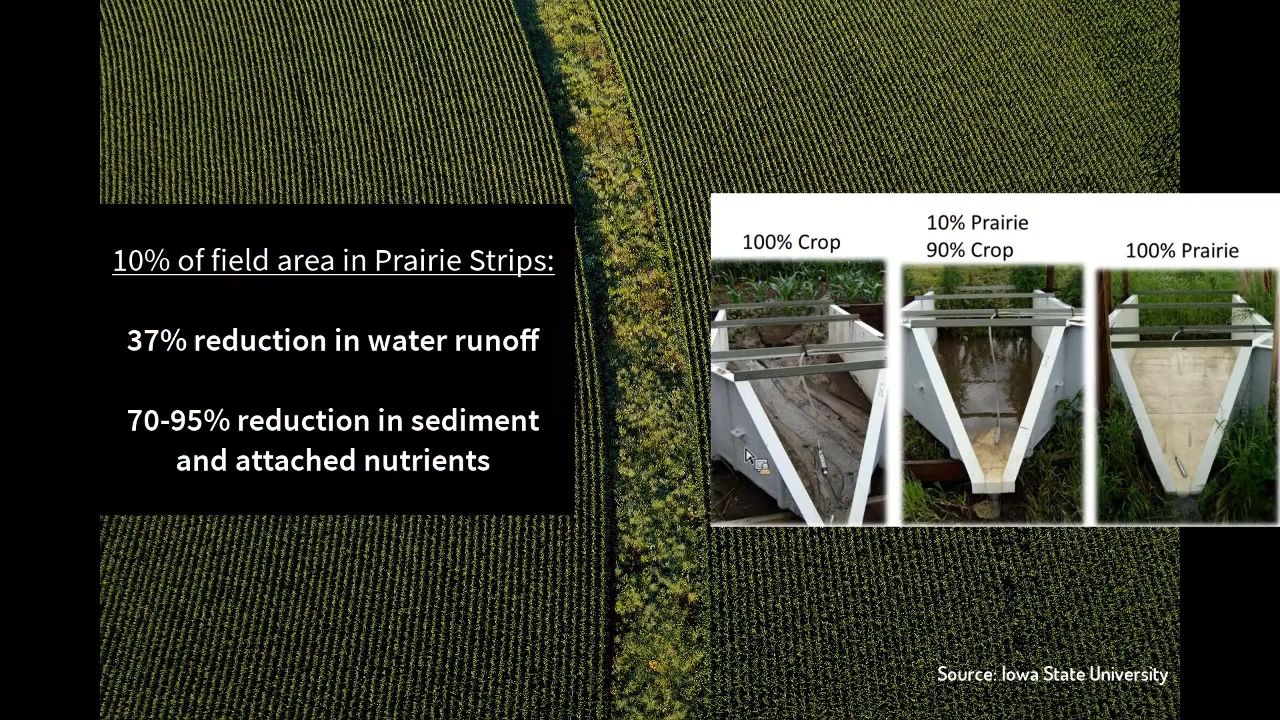 10% of field area in Prairie Strips:
37% reduction in water runoff
70-95% reduction in sediment
and attached nutrients
100% Crop
10% Prairie
90% Crop
100% Prairie
Source: Iowa State University